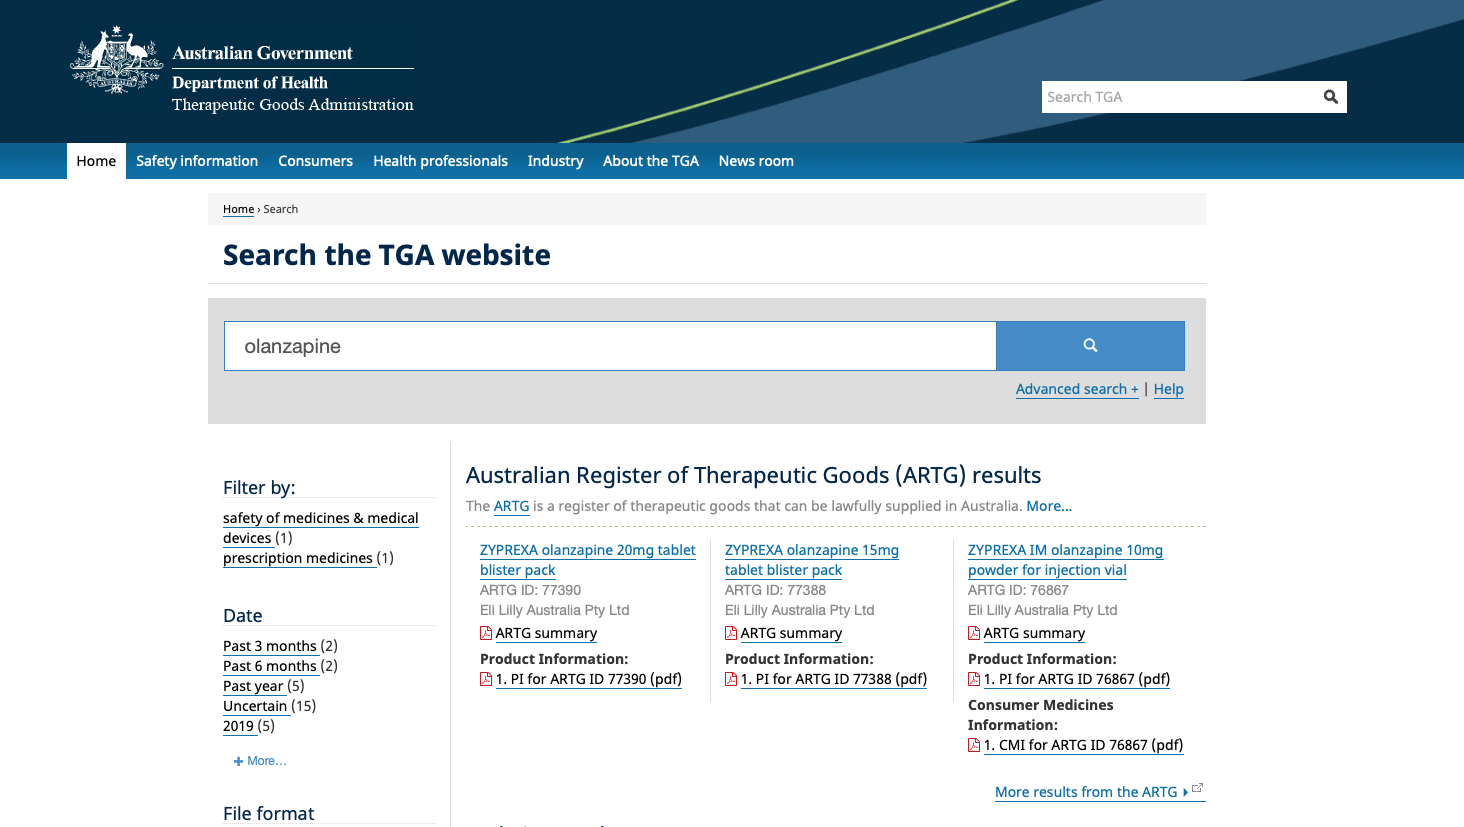 Australian Government
Department of Health
Therapeutic Goods Administration
Search TGA
Home
Safety information
Consumers
Health professionals
Industry
About the TGA
News room
Home › Search
Search the TGA website
olanzapine
Advanced search + | Help
Filter by:
safety of medicines & medical
devices (1)
prescription medicines (1)
Date
Past 3 months (2)
Past 6 months (2)
Past year (5)
Uncertain (15)
2019 (5)
+ More...
File format
Australian Register of Therapeutic Goods (ARTG) results
The ARTG is a register of therapeutic goods that can be lawfully supplied in Australia. More...
ZYPREXA olanzapine 20mg tablet
blister pack
ARTG ID: 77390
Eli Lilly Australia Pty Ltd
ARTG summary
Product Information:
1. PI for ARTG ID 77390 (pdf)
ZYPREXA olanzapine 15mg
tablet blister pack
ARTG ID: 77388
Eli Lilly Australia Pty Ltd
ARTG summary
Product Information:
1. PI for ARTG ID 77388 (pdf)
ZYPREXA IM olanzapine 10mg
powder for injection vial
ARTG ID: 76867
Eli Lilly Australia Pty Ltd
ARTG summary
Product Information:
1. PI for ARTG ID 76867 (pdf)
Consumer Medicines
Information:
1. CMI for ARTG ID 76867 (pdf)
More results from the ARTG